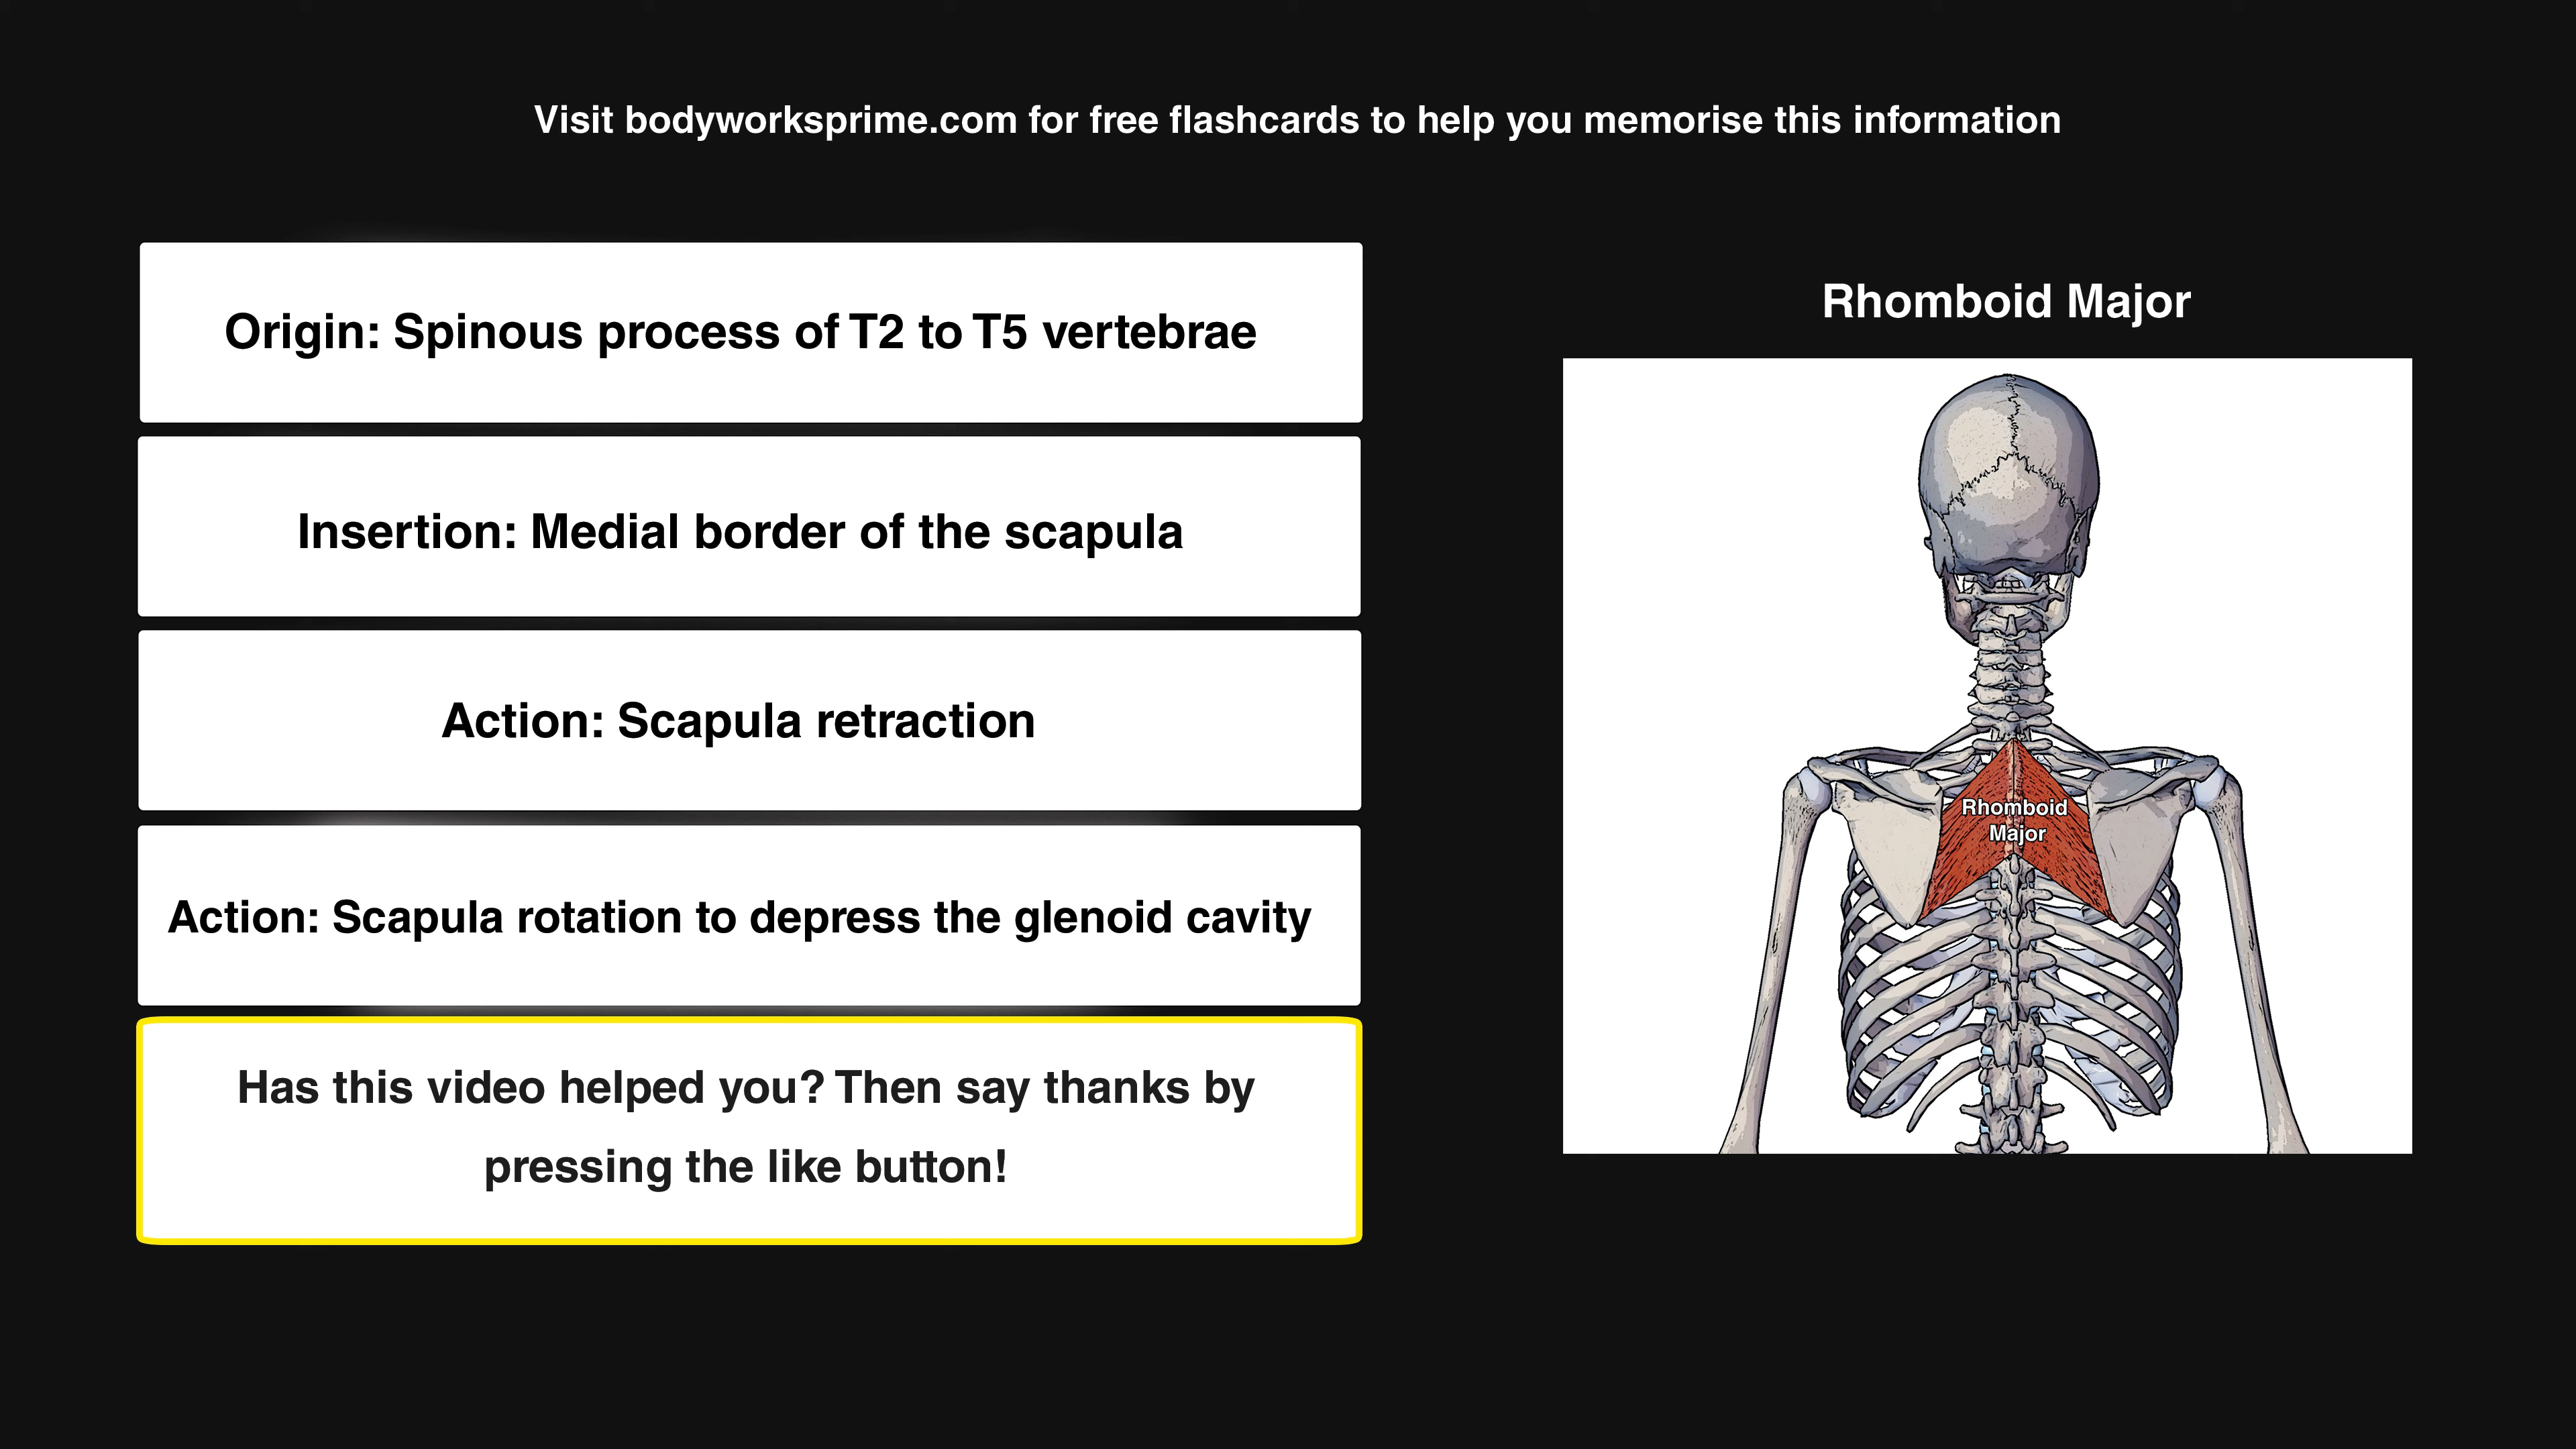 Visit bodyworksprime.com for free flashcards to help you memorise this information
Origin: Spinous process of T2 to T5 vertebrae
Insertion: Medial border of the scapula
Action: Scapula retraction
Action: Scapula rotation to depress the glenoid cavity
Has this video helped you? Then say thanks by
pressing the like button!
Rhomboid Major
Rhomboid
Major